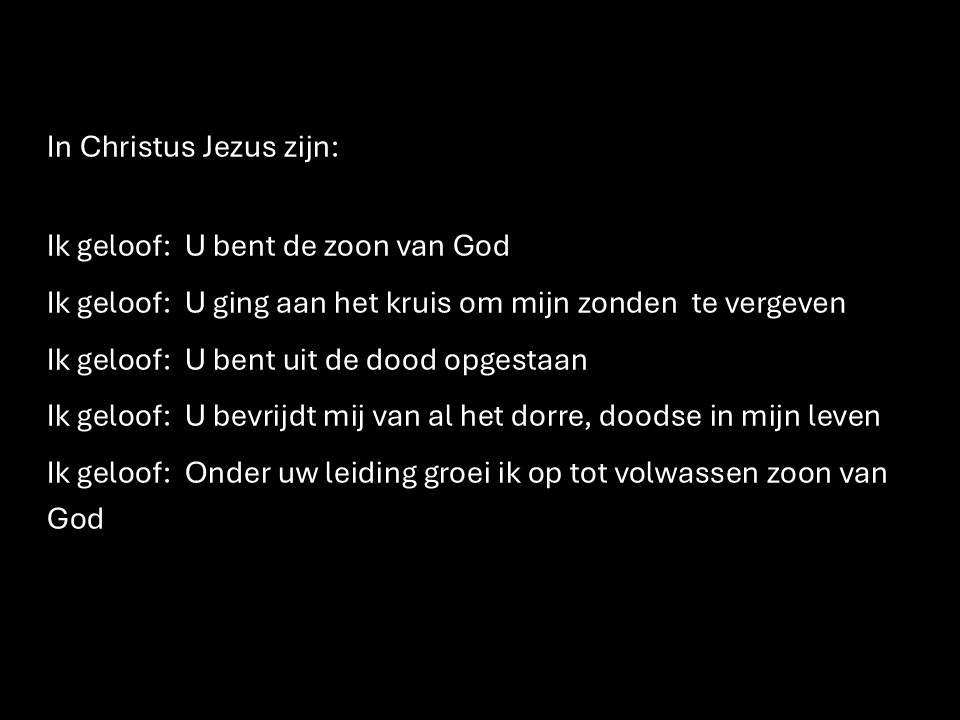 In Christus Jezus zijn:
Ik geloof:  U bent de zoon van God
Ik geloof:  U ging aan het kruis om mijn zonden  te vergeven
Ik geloof:  U bent uit de dood opgestaan
Ik geloof:  U bevrijdt mij van al het dorre, doodse in mijn leven
Ik geloof:  Onder uw leiding groei ik op tot volwassen zoon van
God